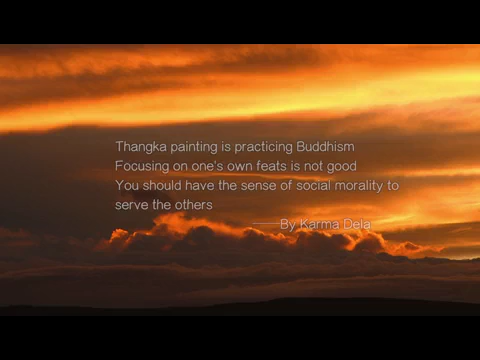 Thangka painting is practicing Buddhism
Focusing on one's own feats is not good
You should have the sense of social morality to
serve the others
——By Karma Dela